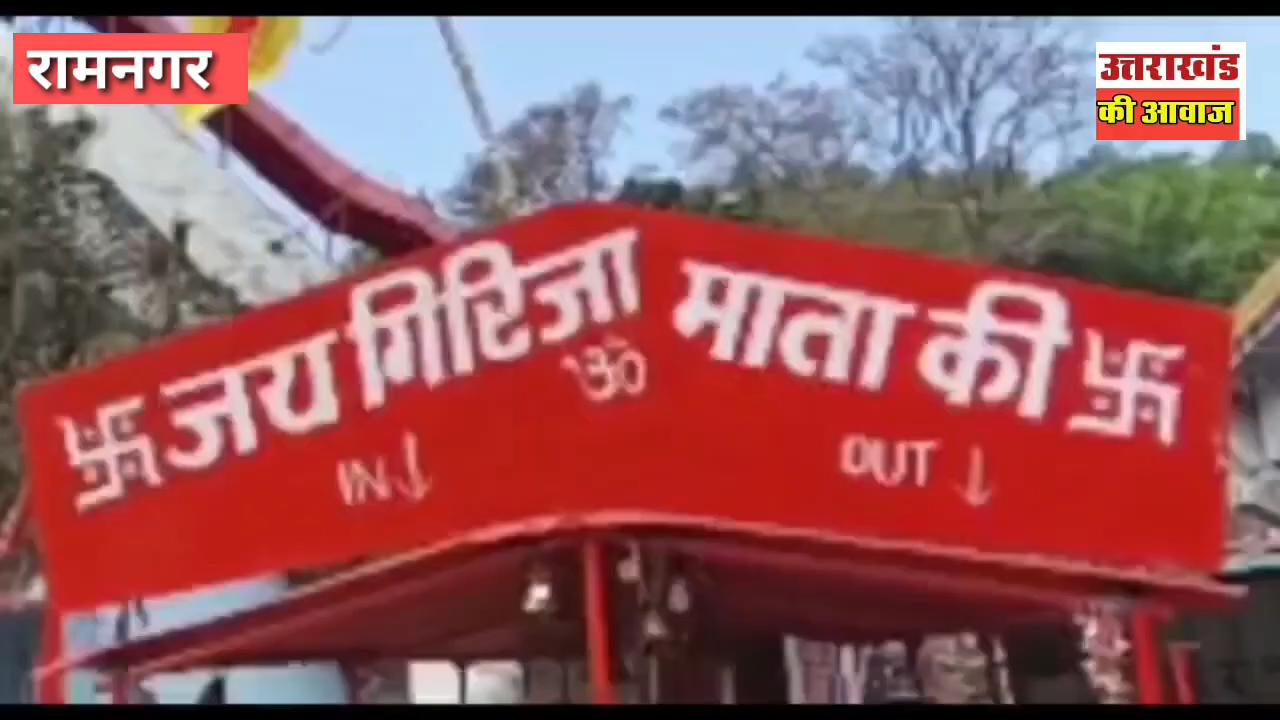 रामनगर
उत्तराखंड
की आवाज
卐 जय गिरिजा माता की 卐
ॐ
IN ↓ OUT ↓